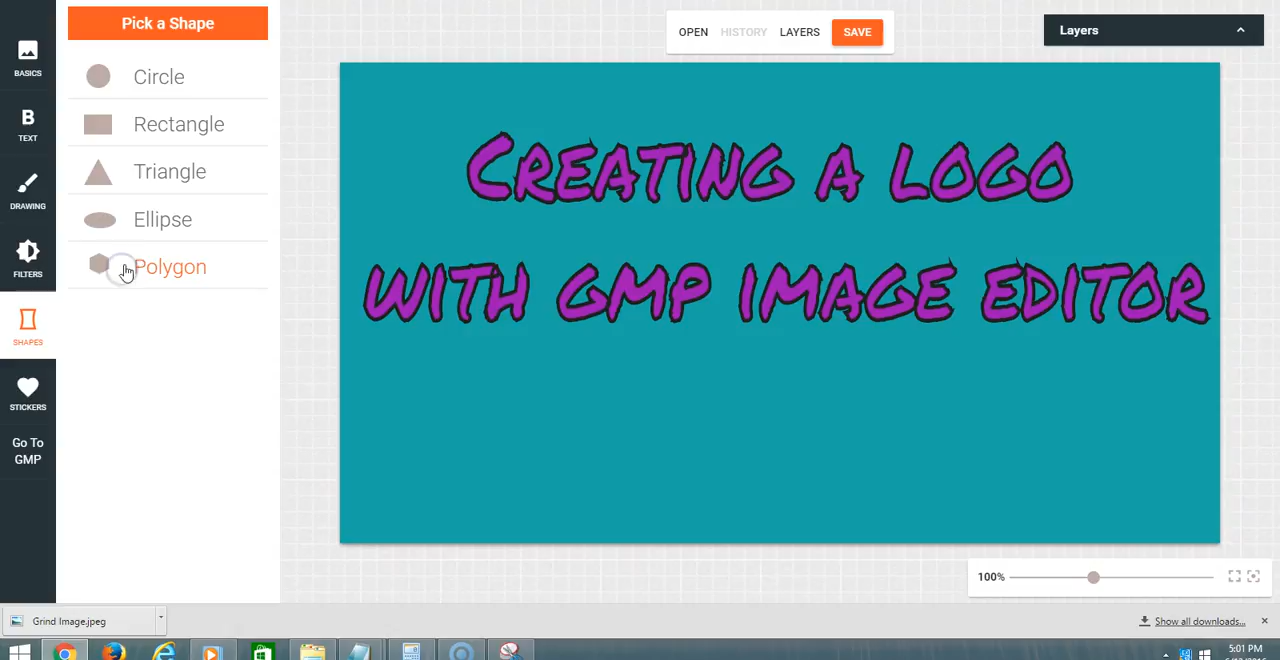 Pick a Shape
OPEN HISTORY LAYERS SAVE
Layers
BASICS
TEXT
DRAWING
FILTERS
SHAPES
STICKERS
Go To
GMP
Circle
Rectangle
Triangle
Ellipse
Polygon
CREATING A LOGO
WITH GMP IMAGE EDITOR
100%
Grind Image.jpeg
Show all downloads...
5:01 PM